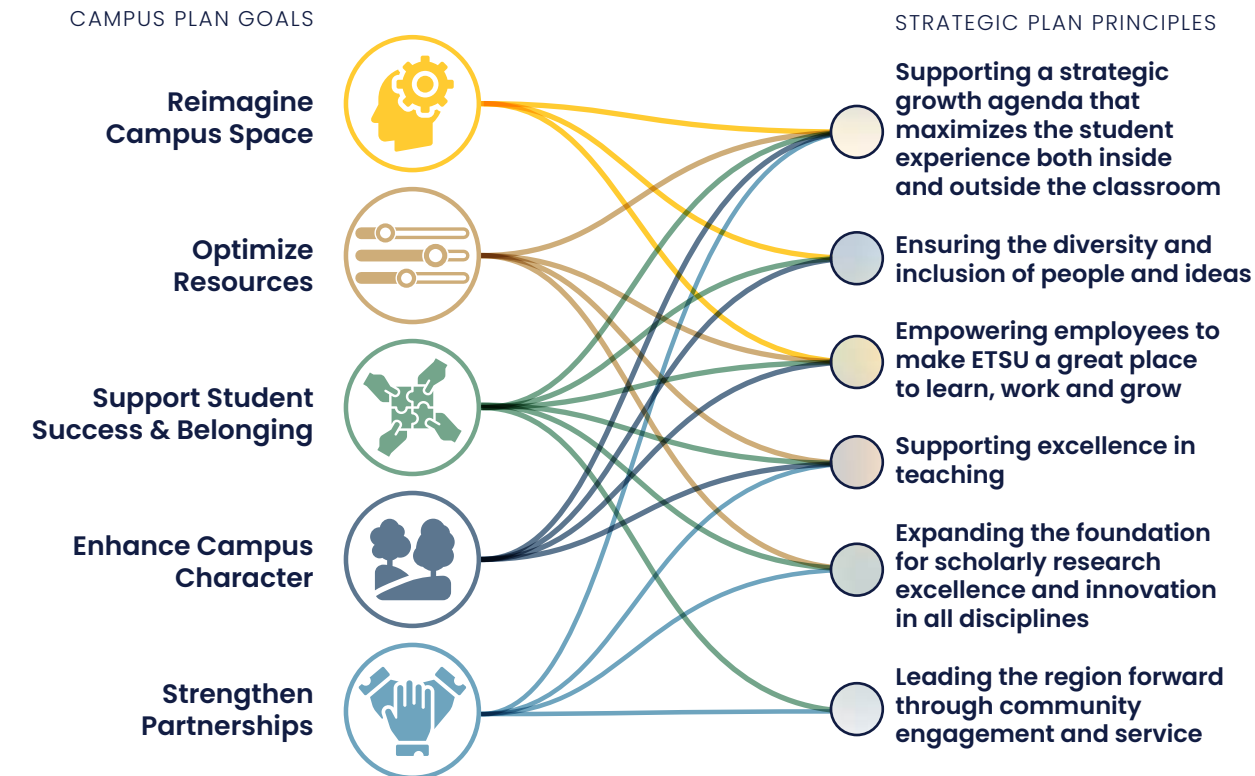 CAMPUS PLAN GOALS
Reimagine
Campus Space
Optimize
Resources
Support Student
Success & Belonging
Enhance Campus
Character
Strengthen
Partnerships
STRATEGIC PLAN PRINCIPLES
Supporting a strategic
growth agenda that
maximizes the student
experience both inside
and outside the classroom
Ensuring the diversity and
inclusion of people and ideas
Empowering employees to
make ETSU a great place
to learn, work and grow
Supporting excellence in
teaching
Expanding the foundation
for scholarly research
excellence and innovation
in all disciplines
Leading the region forward
through community
engagement and service